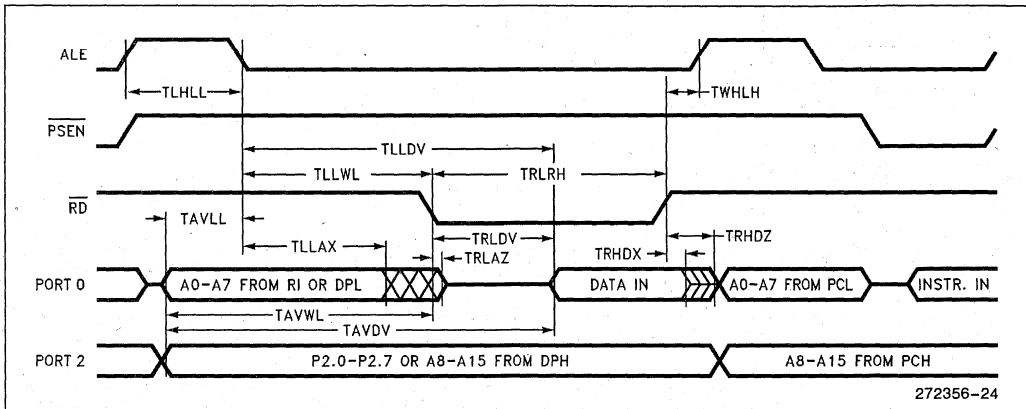 ALE
TLHLL
TWHLH
PSEN
TLLDV
TLLWL
TRLRH
RD
TAVLL
TRLDV
TRHDZ
TLLAX
TRLAZ
TRHDX
PORT 0
A0–A7 FROM RI OR DPL
DATA IN
A0–A7 FROM PCL
INSTR. IN
TAVWL
TAVDV
PORT 2
P2.0–P2.7 OR A8–A15 FROM DPH
A8–A15 FROM PCH
272356–24